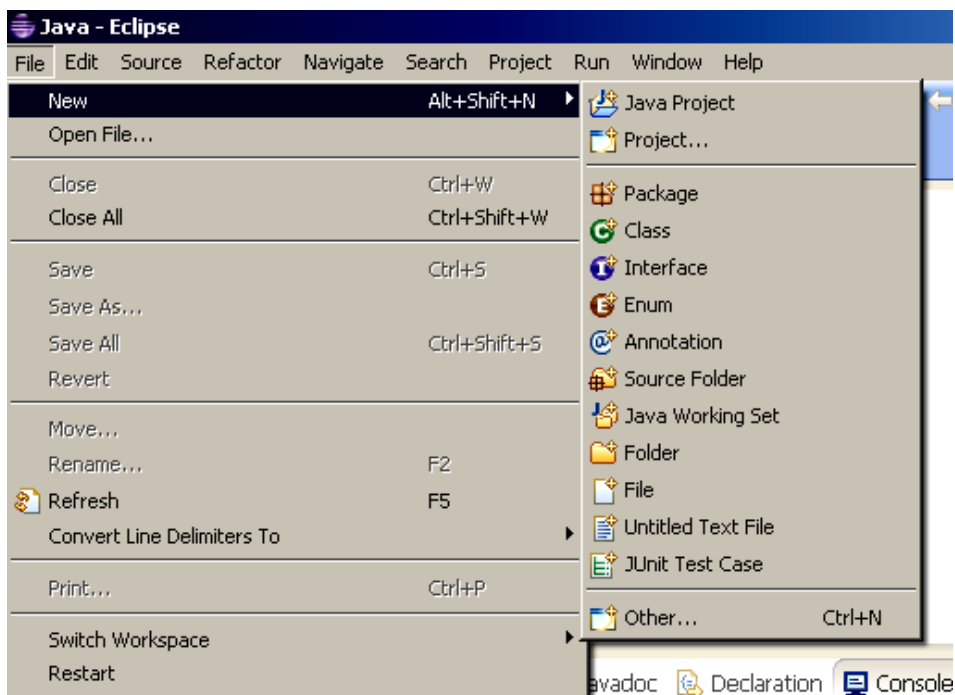 Java - Eclipse
File Edit Source Refactor Navigate Search Project Run Window Help
New Alt+Shift+N
Open File...
Close Ctrl+W
Close All Ctrl+Shift+W
Save Ctrl+S
Save As...
Save All Ctrl+Shift+S
Revert
Move...
Rename... F2
Refresh F5
Convert Line Delimiters To
Print... Ctrl+P
Switch Workspace
Restart
Java Project
Project...
Package
Class
Interface
Enum
Annotation
Source Folder
Java Working Set
Folder
File
Untitled Text File
JUnit Test Case
Other... Ctrl+N
avadoc Declaration Console